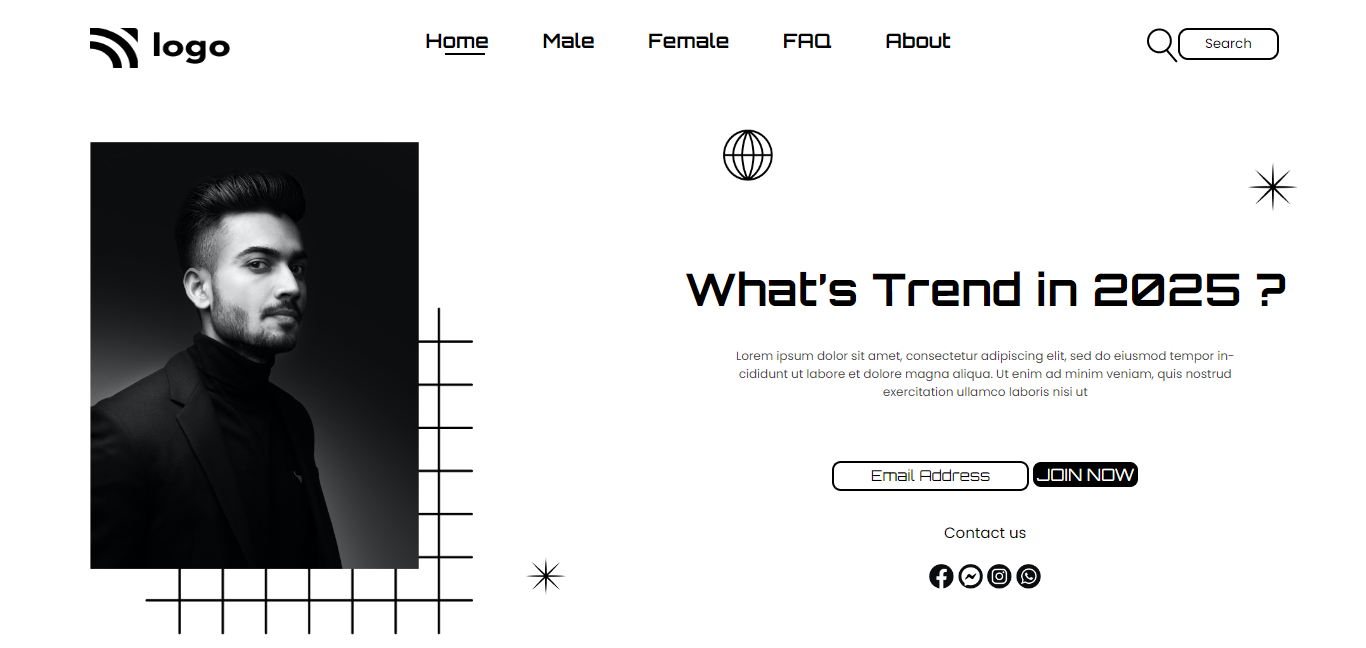 logo
Home
Male
Female
FAQ
About
Search
What's Trend in 2025 ?
Lorem ipsum dolor sit amet, consectetur adipiscing elit, sed do eiusmod tempor in-
cididunt ut labore et dolore magna aliqua. Ut enim ad minim veniam, quis nostrud
exercitation ullamco laboris nisi ut
Email Address
JOIN NOW
Contact us